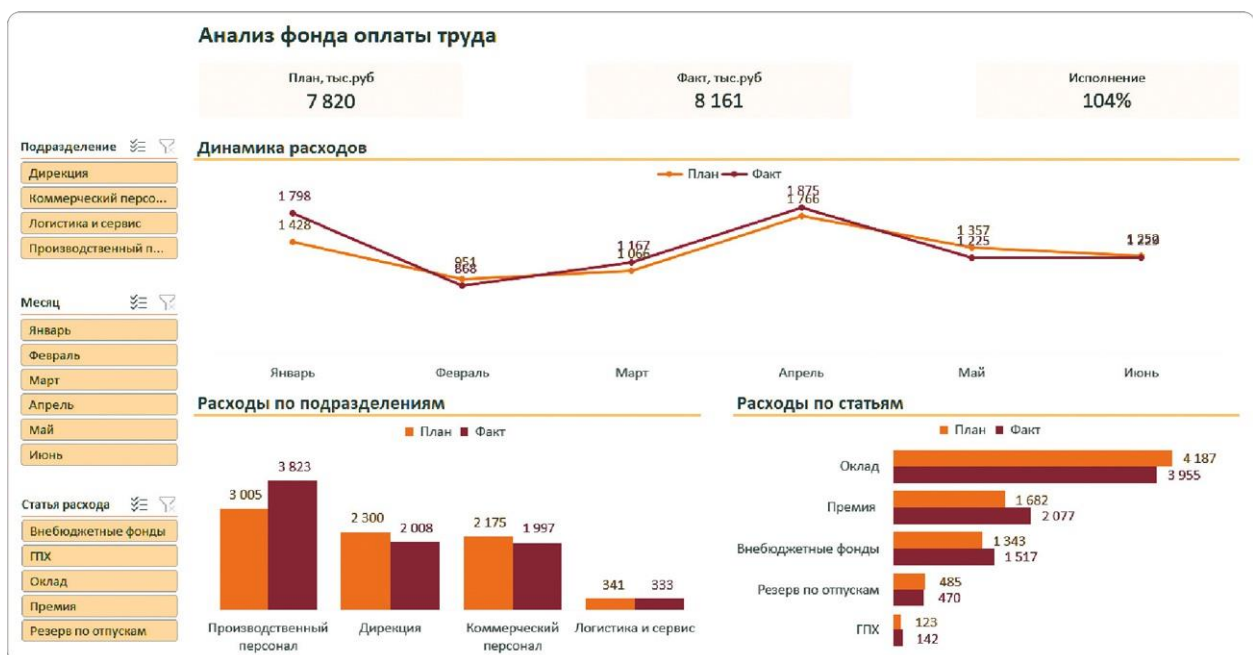 Анализ фонда оплаты труда
План, тыс.руб
7 820
Факт, тыс.руб
8 161
Исполнение
104%
Подразделение
Дирекция
Коммерческий персо...
Логистика и сервис
Производственный п...
Месяц
Январь
Февраль
Март
Апрель
Май
Июнь
Статья расхода
Внебюджетные фонды
ГПХ
Оклад
Премия
Резерв по отпускам
Динамика расходов
План Факт
1 798
1 428
951
868
1 167
1 066
1 875
1 766
1 357
1 225
Январь Февраль Март Апрель Май Июнь
Расходы по подразделениям
План Факт
3 005 3 823
2 300 2 008
2 175 1 997
341 333
Производственный
персонал
Дирекция
Коммерческий
персонал
Логистика и сервис
Расходы по статьям
План Факт
Оклад
4 187
3 955
Премия
1 682
2 077
Внебюджетные фонды
1 343
1 517
Резерв по отпускам
485
470
ГПХ
123
142